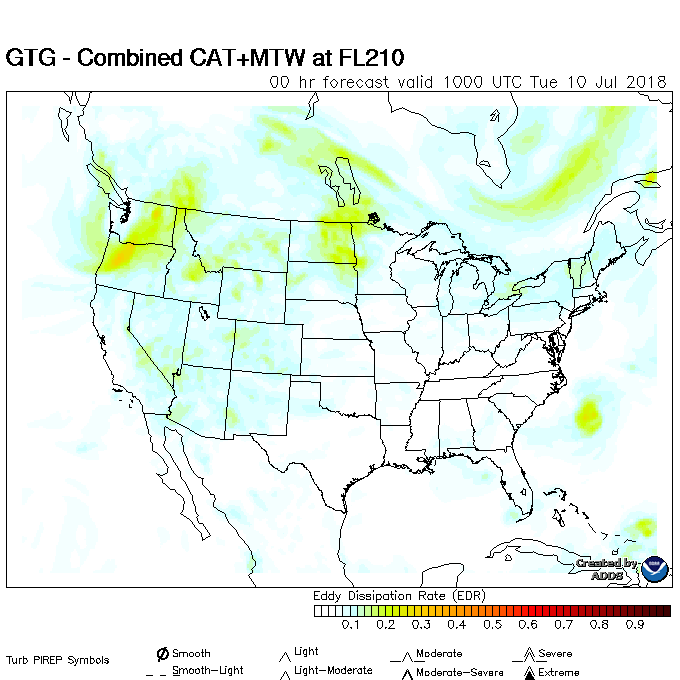 GTG - Combined CAT+MTW at FL210
00 hr forecast valid 1000 UTC Tue 10 Jul 2018
Created by
ADDS
Eddy Dissipation Rate (EDR)
0.1 0.2 0.3 0.4 0.5 0.6 0.7 0.8 0.9
Turb PIREP Symbols
Smooth Light Moderate Severe
Smooth-Light Light-Moderate Moderate-Severe Extreme